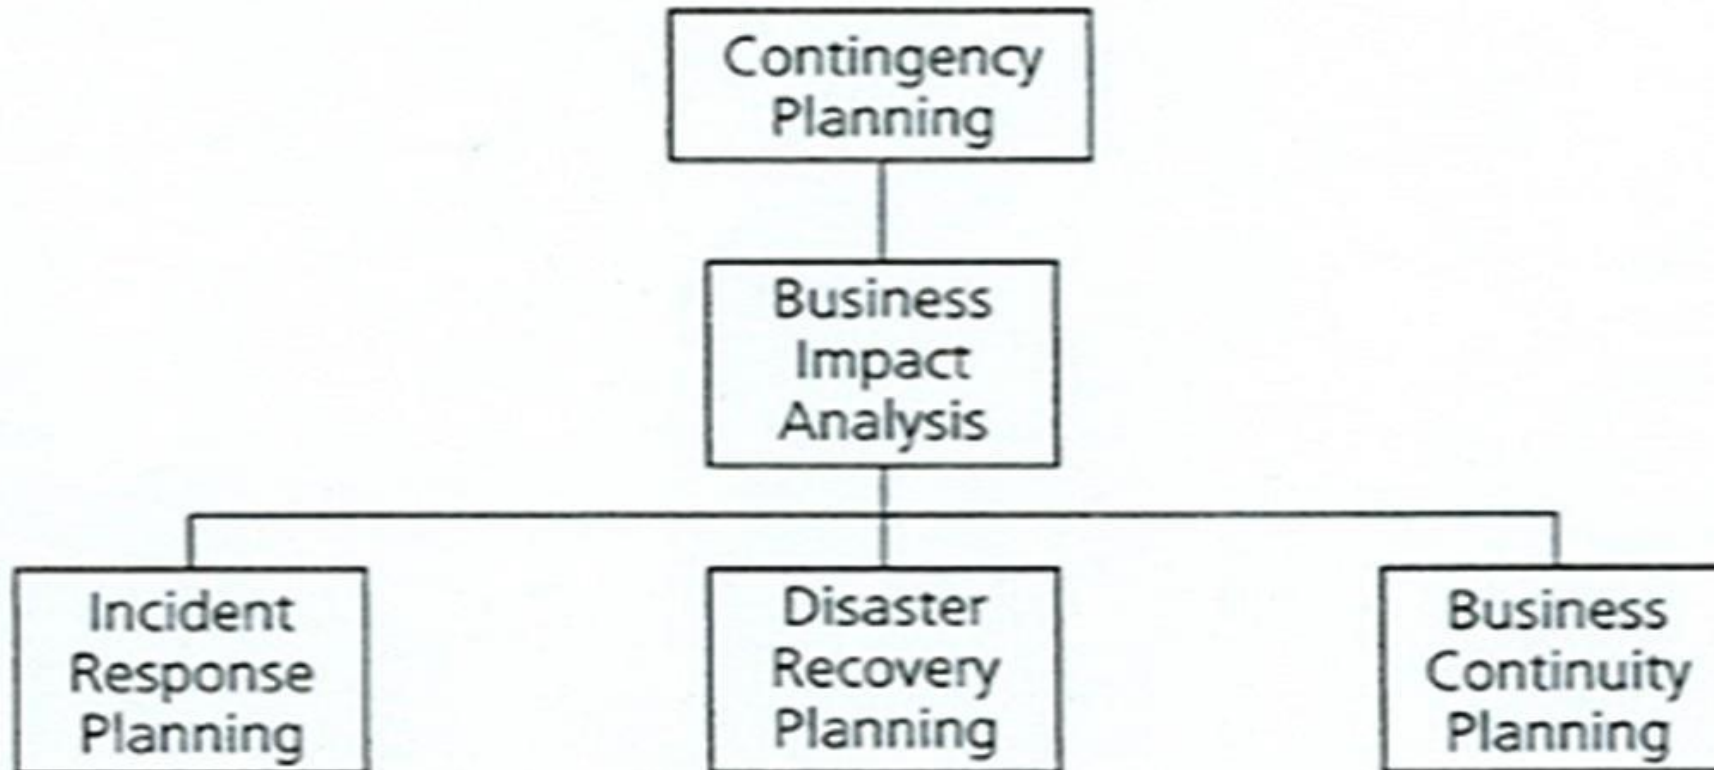 Contingency
Planning
Business
Impact
Analysis
Incident
Response
Planning
Disaster
Recovery
Planning
Business
Continuity
Planning